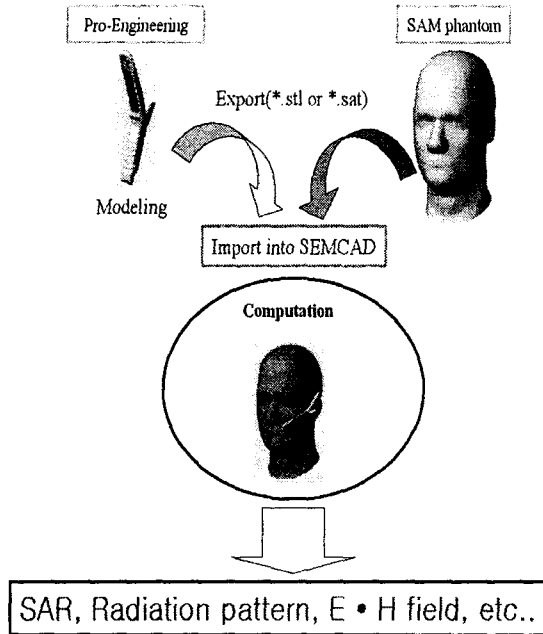 Pro-Engineering
SAM phantom
Export(*.stl or *.sat)
Modeling
Import into SEMCAD
Computation
SAR, Radiation pattern, E • H field, etc..